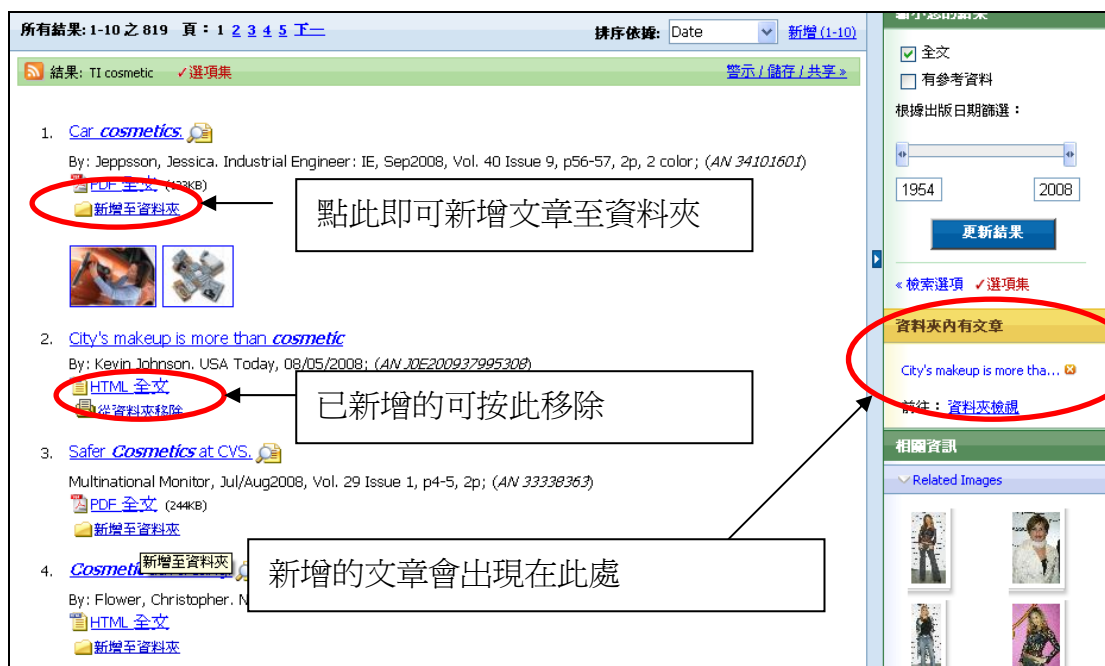 所有結果: 1-10 之 819 頁：1 2 3 4 5 下一
排序依據: Date 新增 (1-10)
結果: TI cosmetic ✓選項集
警示 / 儲存 / 共享 »
1. Car cosmetics.
By: Jeppsson, Jessica. Industrial Engineer: IE, Sep2008, Vol. 40 Issue 9, p56-57, 2p, 2 color; (AN 34101601)
PDF 全文
新增至資料夾
點此即可新增文章至資料夾
2. City's makeup is more than cosmetic
By: Kevin Johnson. USA Today, 08/05/2008; (AN J0E200937995308)
HTML 全文
從資料夾移除
已新增的可按此移除
3. Safer Cosmetics at CVS.
Multinational Monitor, Jul/Aug2008, Vol. 29 Issue 1, p4-5, 2p; (AN 33338363)
PDF 全文 (244KB)
新增至資料夾
新增至資料夾
新增的文章會出現在此處
4. Cosmeti
By: Flower, Christopher. N
HTML 全文
新增至資料夾
縮小您的結果
全文
有參考資料
根據出版日期篩選：
1954 2008
更新結果
« 檢索選項 ✓選項集
資料夾內有文章
City's makeup is more tha...
前往：資料夾檢視
相關資訊
Related Images